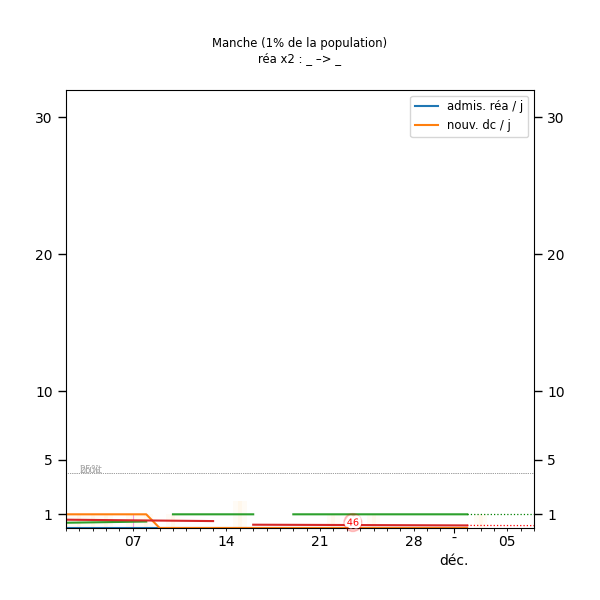 Manche (1% de la population)
réa x2 : _ –> _
admis. réa / j
nouv. dc / j
30 30
20 20
10 10
5 5
1 1
46
07 14 21 28 - 05
déc.